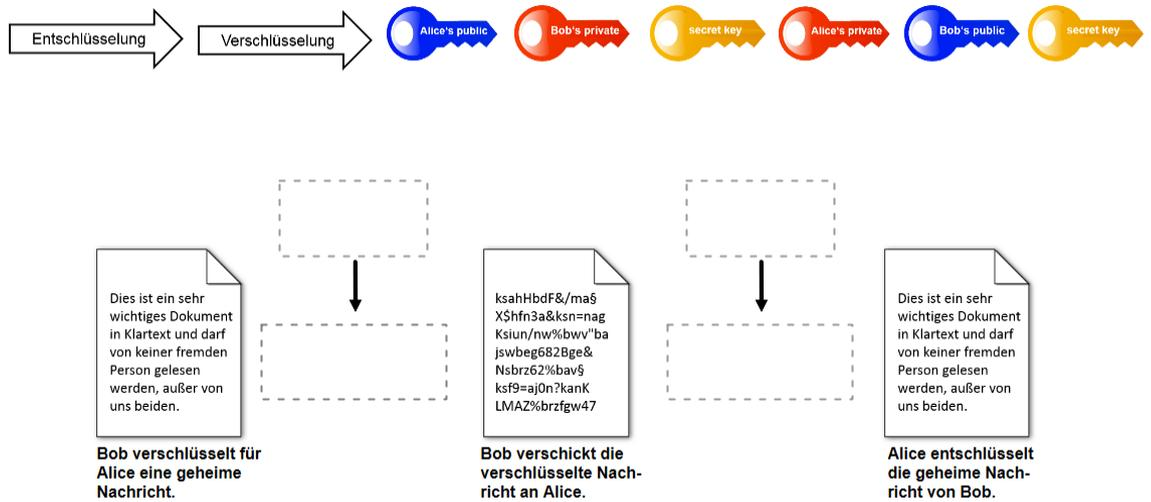 Entschlüsselung
Verschlüsselung
Alice's public
Bob's private
secret key
Alice's private
Bob's public
secret key
Dies ist ein sehr
wichtiges Dokument
in Klartext und darf
von keiner fremden
Person gelesen
werden, außer von
uns beiden.
ksahHbdF&/ma§
X$hfn3a&ksn=nag
Ksiun/nw%bwv"ba
jswbeg682Bge&
Nsbrz62%bav§
ksf9=aj0n?kanK
LMAZ%brzfgw47
Dies ist ein sehr
wichtiges Dokument
in Klartext und darf
von keiner fremden
Person gelesen
werden, außer von
uns beiden.
Bob verschlüsselt für
Alice eine geheime
Nachricht.
Bob verschickt die
verschlüsselte Nach-
richt an Alice.
Alice entschlüsselt
die geheime Nach-
richt von Bob.